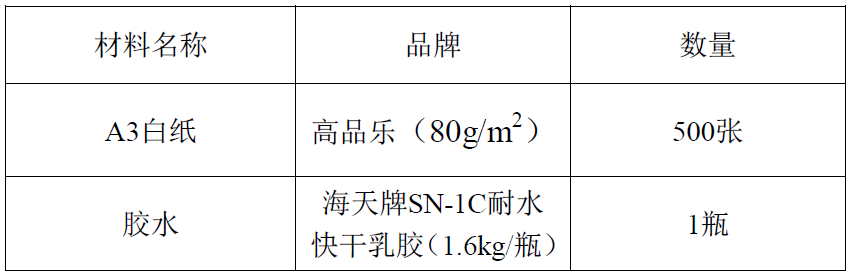 材料名称 品牌 数量
A3白纸 高品乐（80g/m²） 500张
胶水 海天牌SN-1C耐水 1瓶
快干乳胶（1.6kg/瓶）